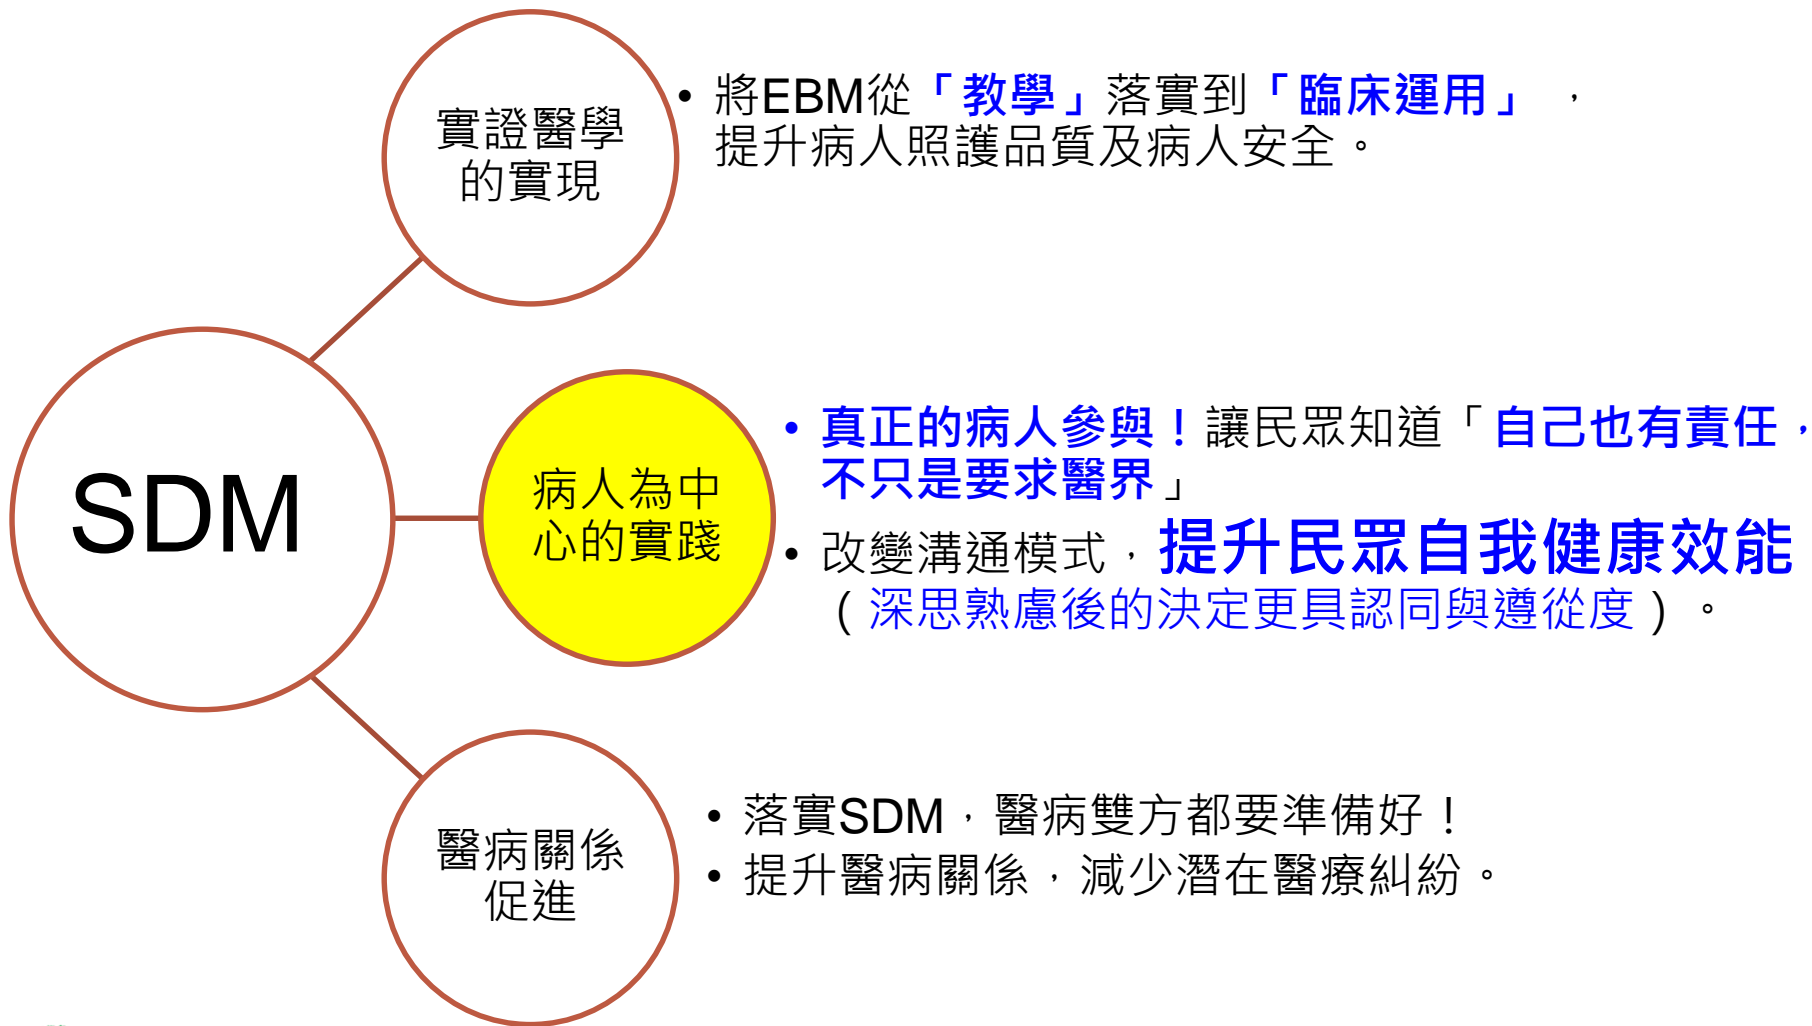 SDM
實證醫學
的實現
• 將EBM從「教學」落實到「臨床運用」，
提升病人照護品質及病人安全。
病人為中
心的實踐
• 真正的病人參與！讓民眾知道「自己也有責任，
不只是要求醫界」
• 改變溝通模式，提升民眾自我健康效能
（深思熟慮後的決定更具認同與遵從度）。
醫病關係
促進
• 落實SDM，醫病雙方都要準備好！
• 提升醫病關係，減少潛在醫療糾紛。